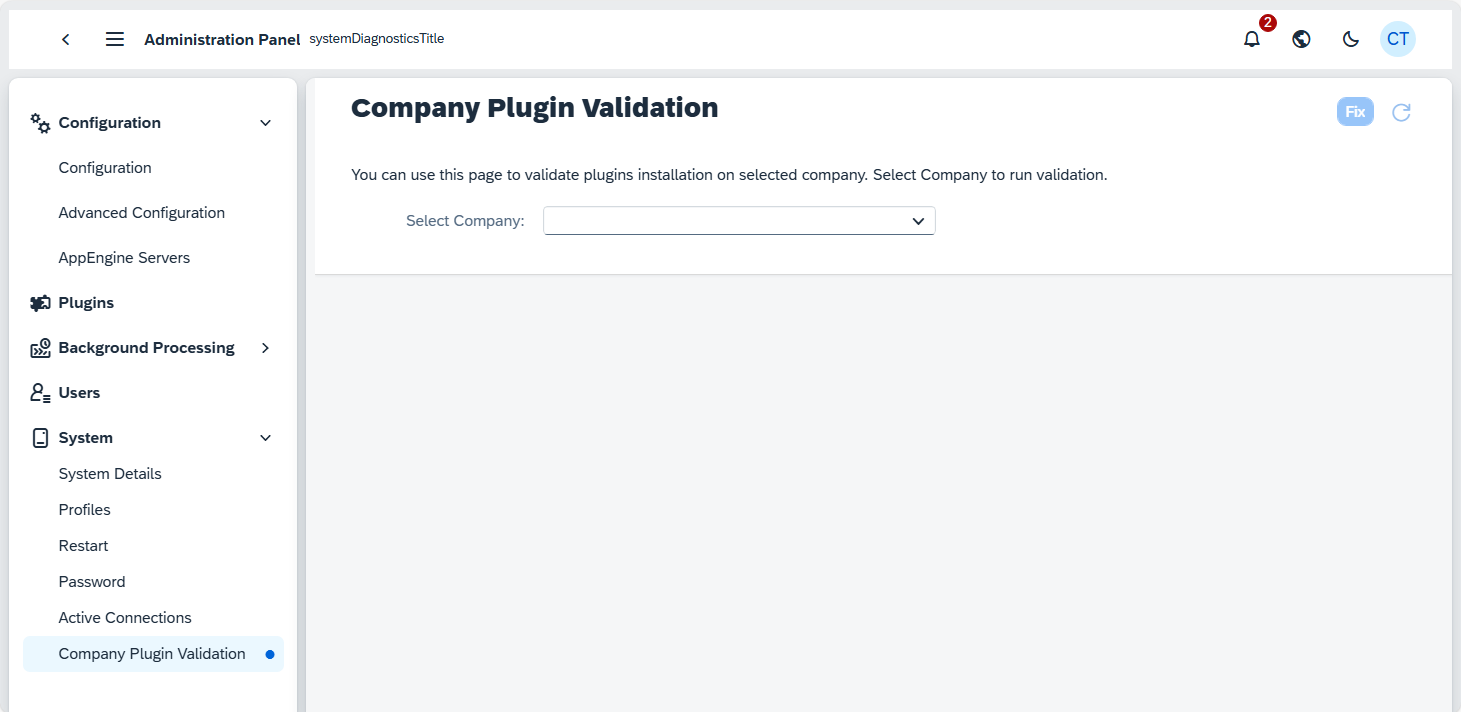 Administration Panel systemDiagnosticsTitle
2
CT
Configuration
Configuration
Advanced Configuration
AppEngine Servers
Plugins
Background Processing
Users
System
System Details
Profiles
Restart
Password
Active Connections
Company Plugin Validation
Company Plugin Validation
Fix
You can use this page to validate plugins installation on selected company. Select Company to run validation.
Select Company: